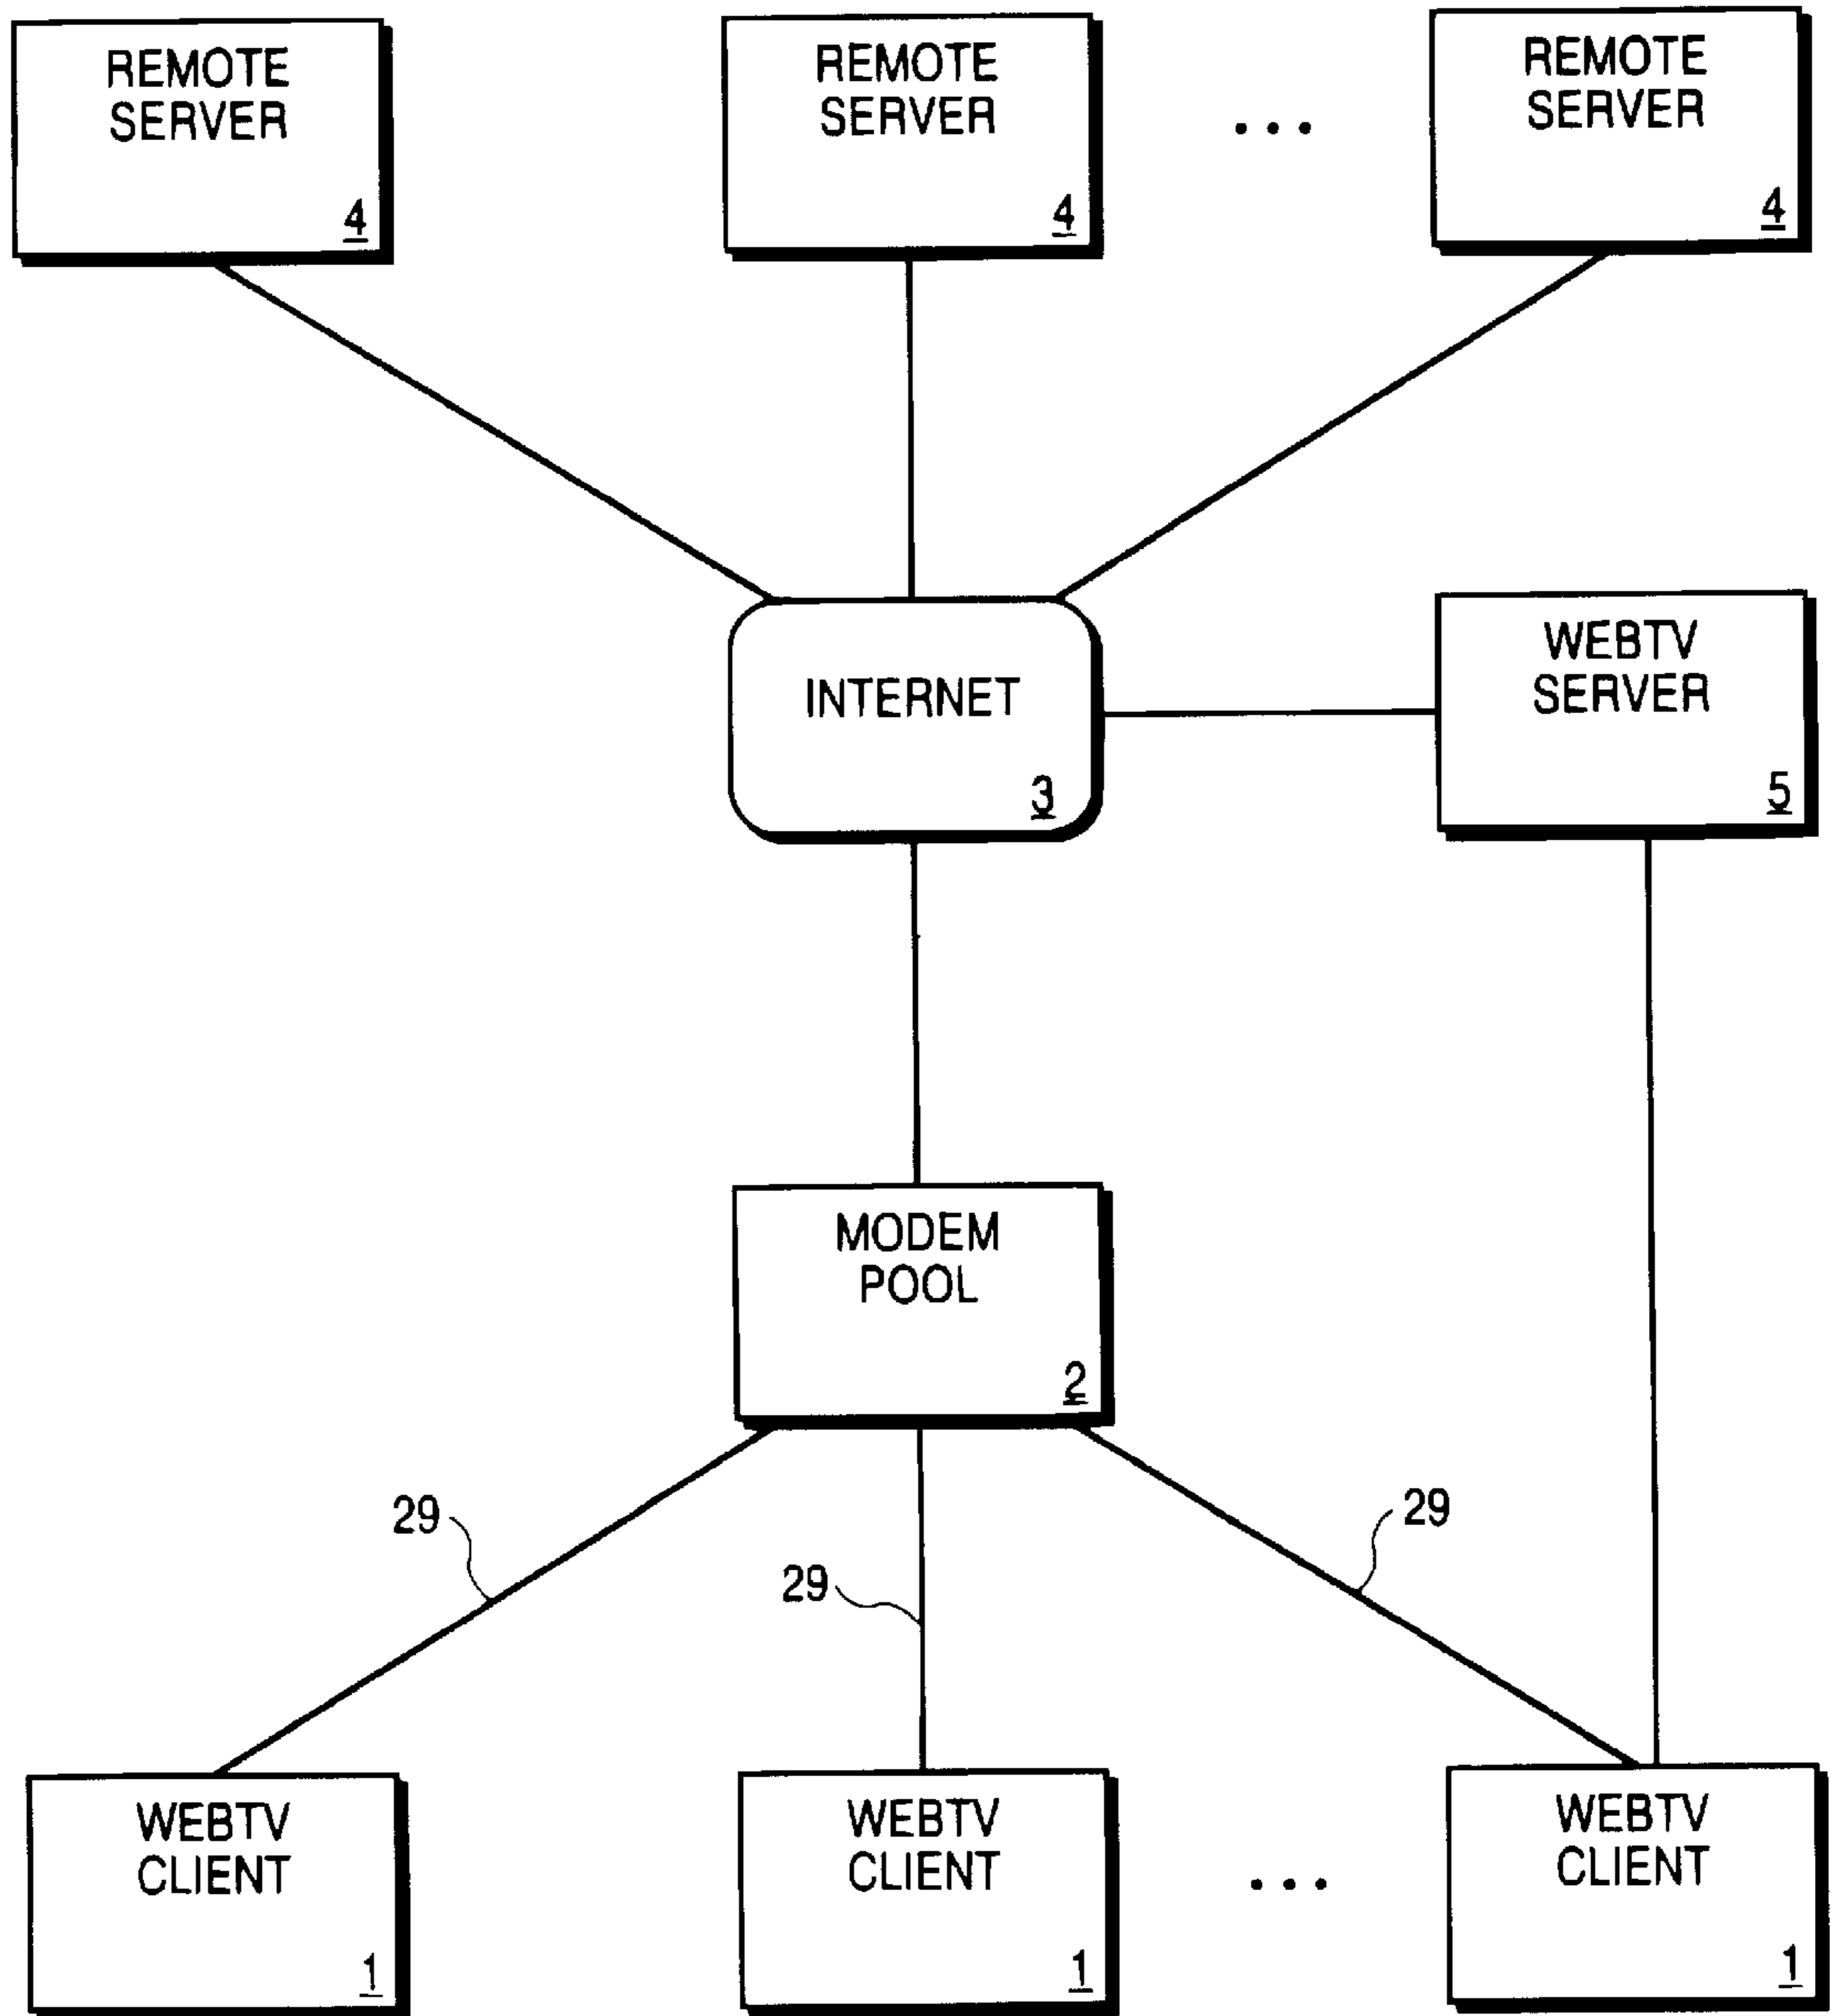 REMOTE
SERVER
4
REMOTE
SERVER
4
...
REMOTE
SERVER
4
INTERNET
3
WEBTV
SERVER
5
MODEM
POOL
2
29
29
29
WEBTV
CLIENT
1
WEBTV
CLIENT
1
...
WEBTV
CLIENT
1